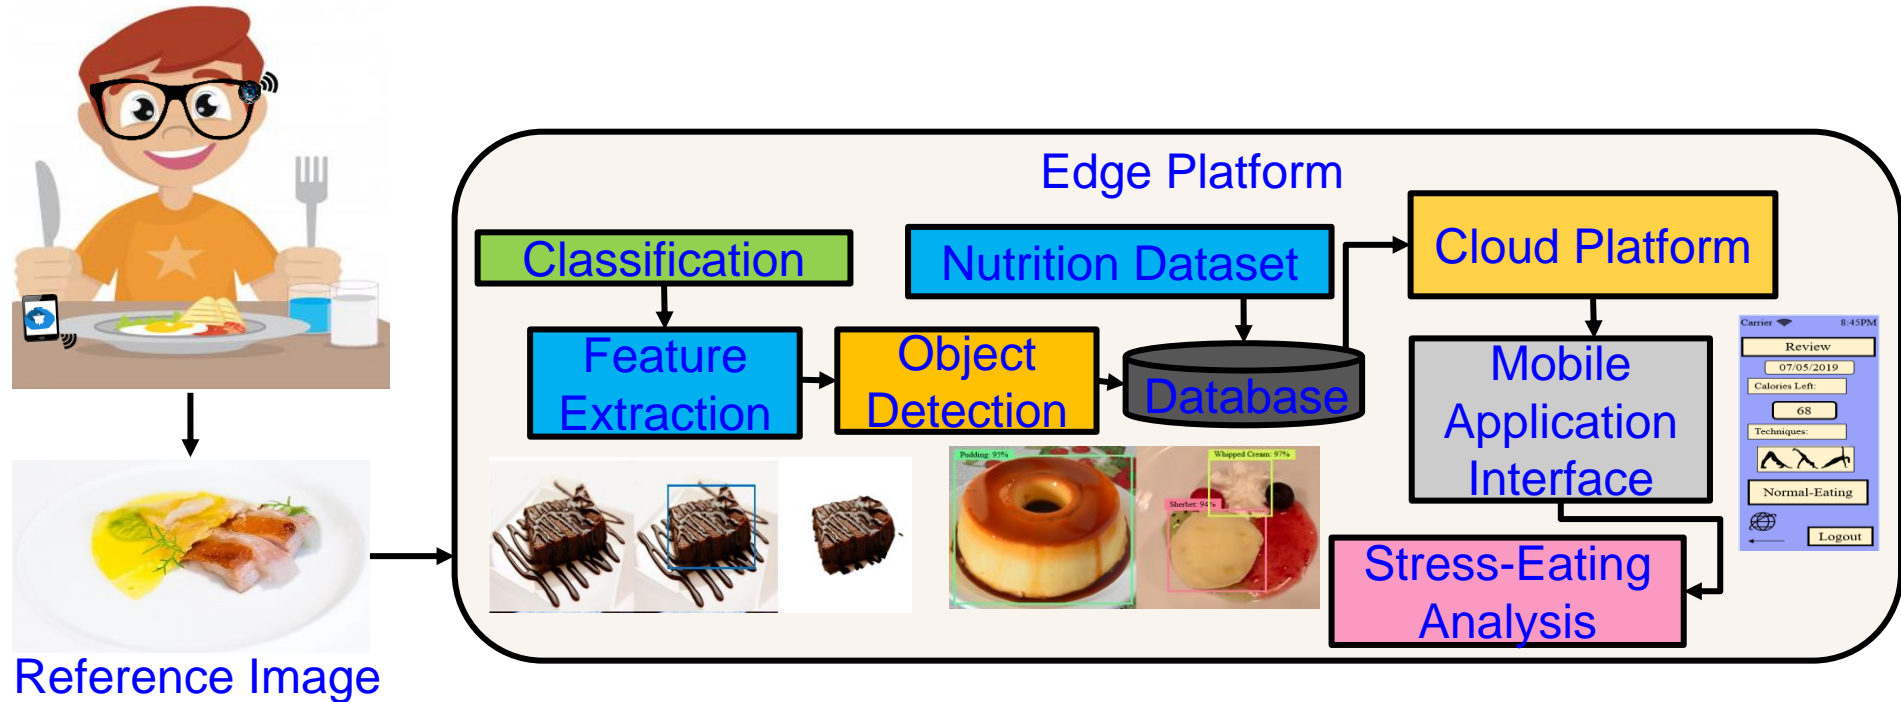 Edge Platform
Classification
Nutrition Dataset
Cloud Platform
Feature
Extraction
Object
Detection
Database
Mobile
Application
Interface
Stress-Eating
Analysis
Pudding: 95%
Whipped Cream: 97%
Sherbet: 94%
Carrier
8:45PM
Review
07/05/2019
Calories Left:
68
Techniques:
Normal-Eating
Logout
Reference Image